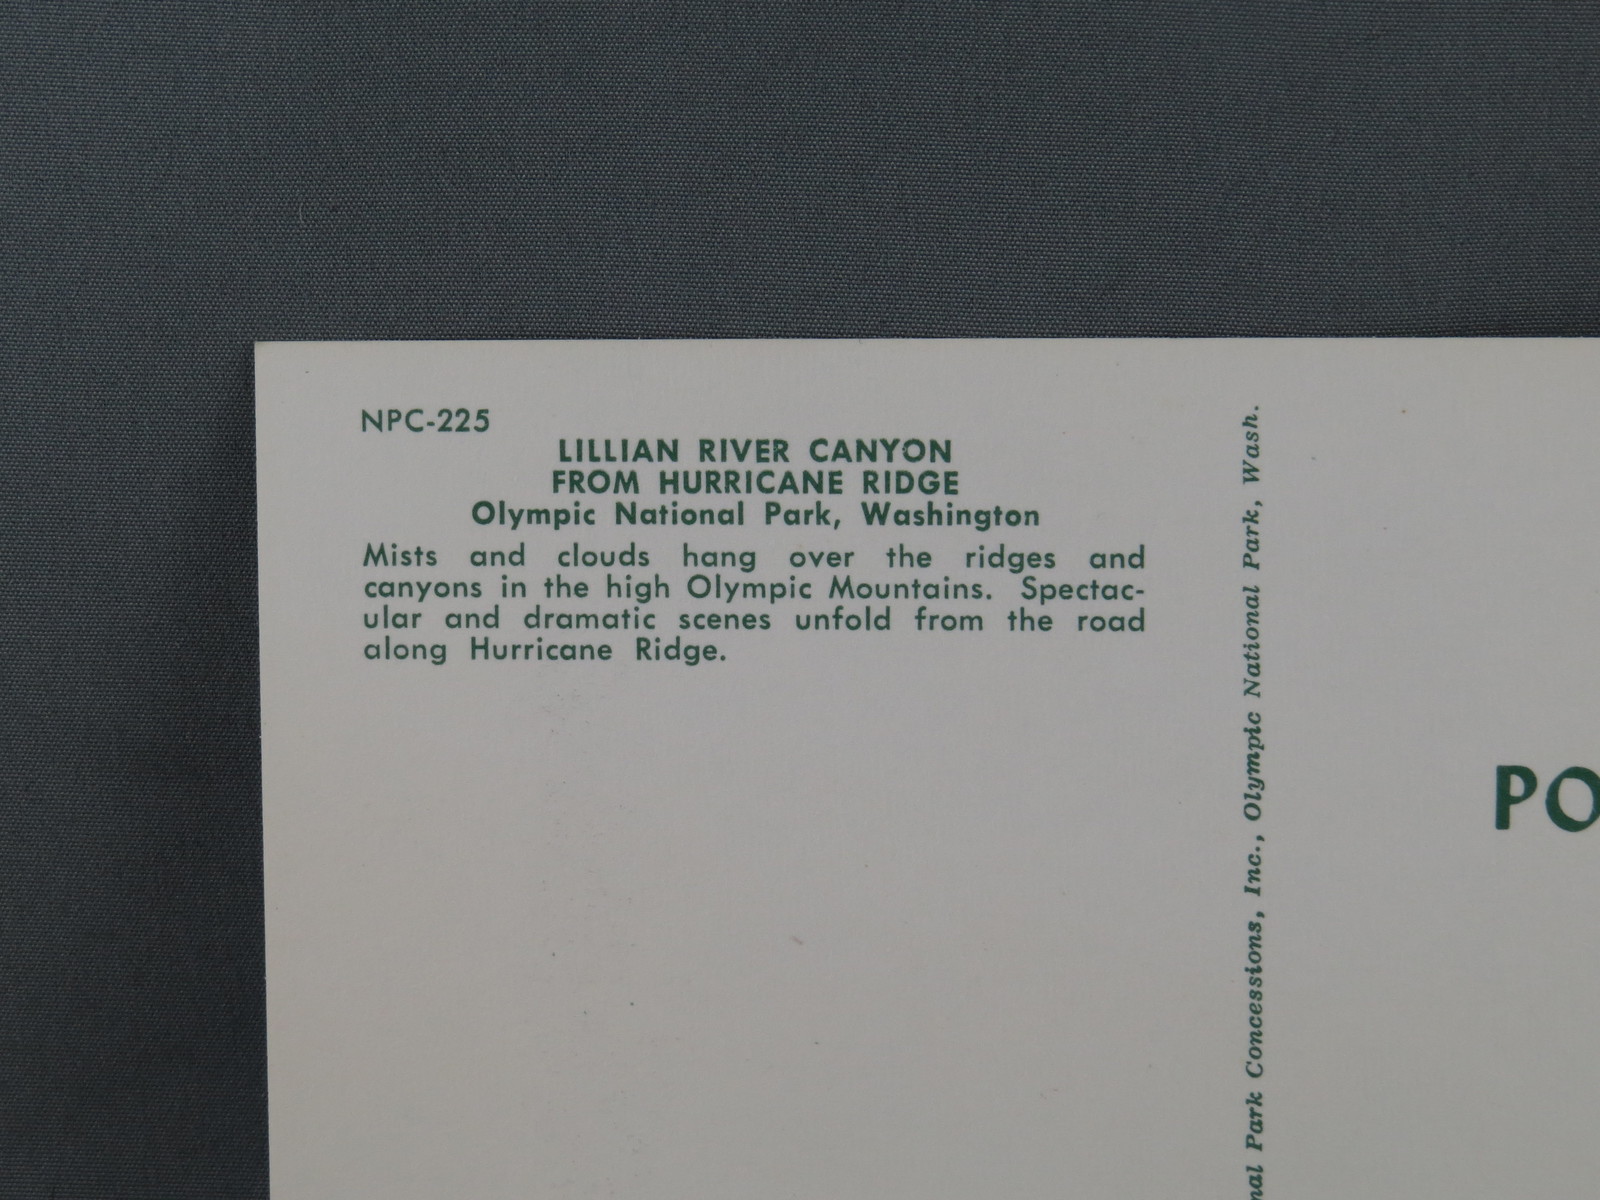 NPC-225
LILLIAN RIVER CANYON
FROM HURRICANE RIDGE
Olympic National Park, Washington
Mists and clouds hang over the ridges and
canyons in the high Olympic Mountains. Spectac-
ular and dramatic scenes unfold from the road
along Hurricane Ridge.
nal Park Concessions, Inc., Olympic National Park, Wash.
PO